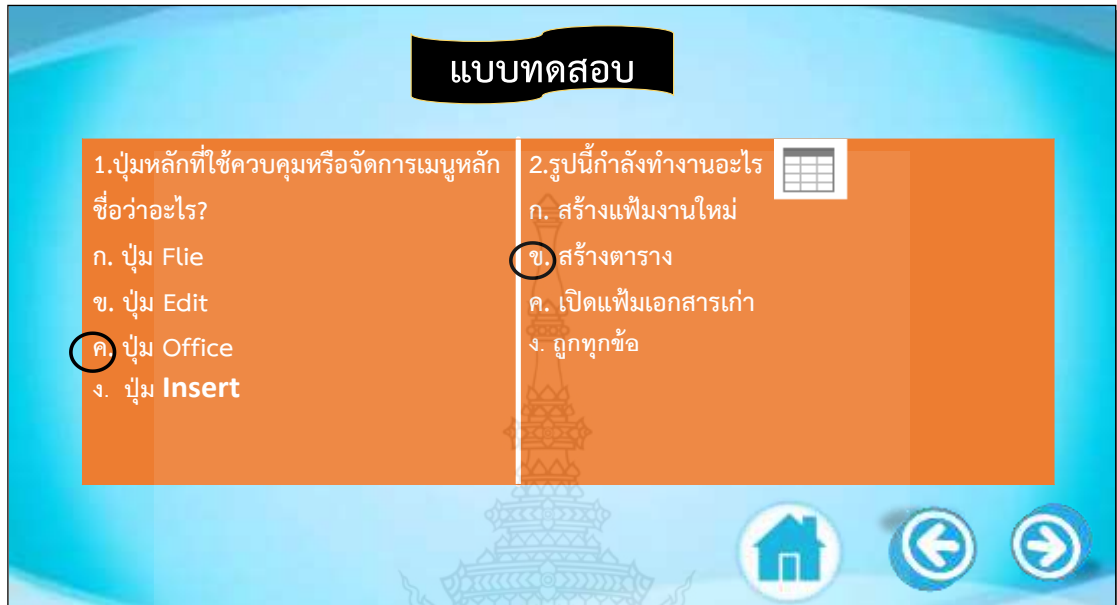 แบบทดสอบ
1.ปุ่มหลักที่ใช้ควบคุมหรือจัดการเมนูหลัก
ชื่อว่าอะไร?
ก. ปุ่ม Flie
ข. ปุ่ม Edit
ค. ปุ่ม Office
ง. ปุ่ม Insert
2.รูปนี้กำลังทำงานอะไร
ก. สร้างแฟ้มงานใหม่
ข. สร้างตาราง
ค. เปิดแฟ้มเอกสารเก่า
ง. ถูกทุกข้อ